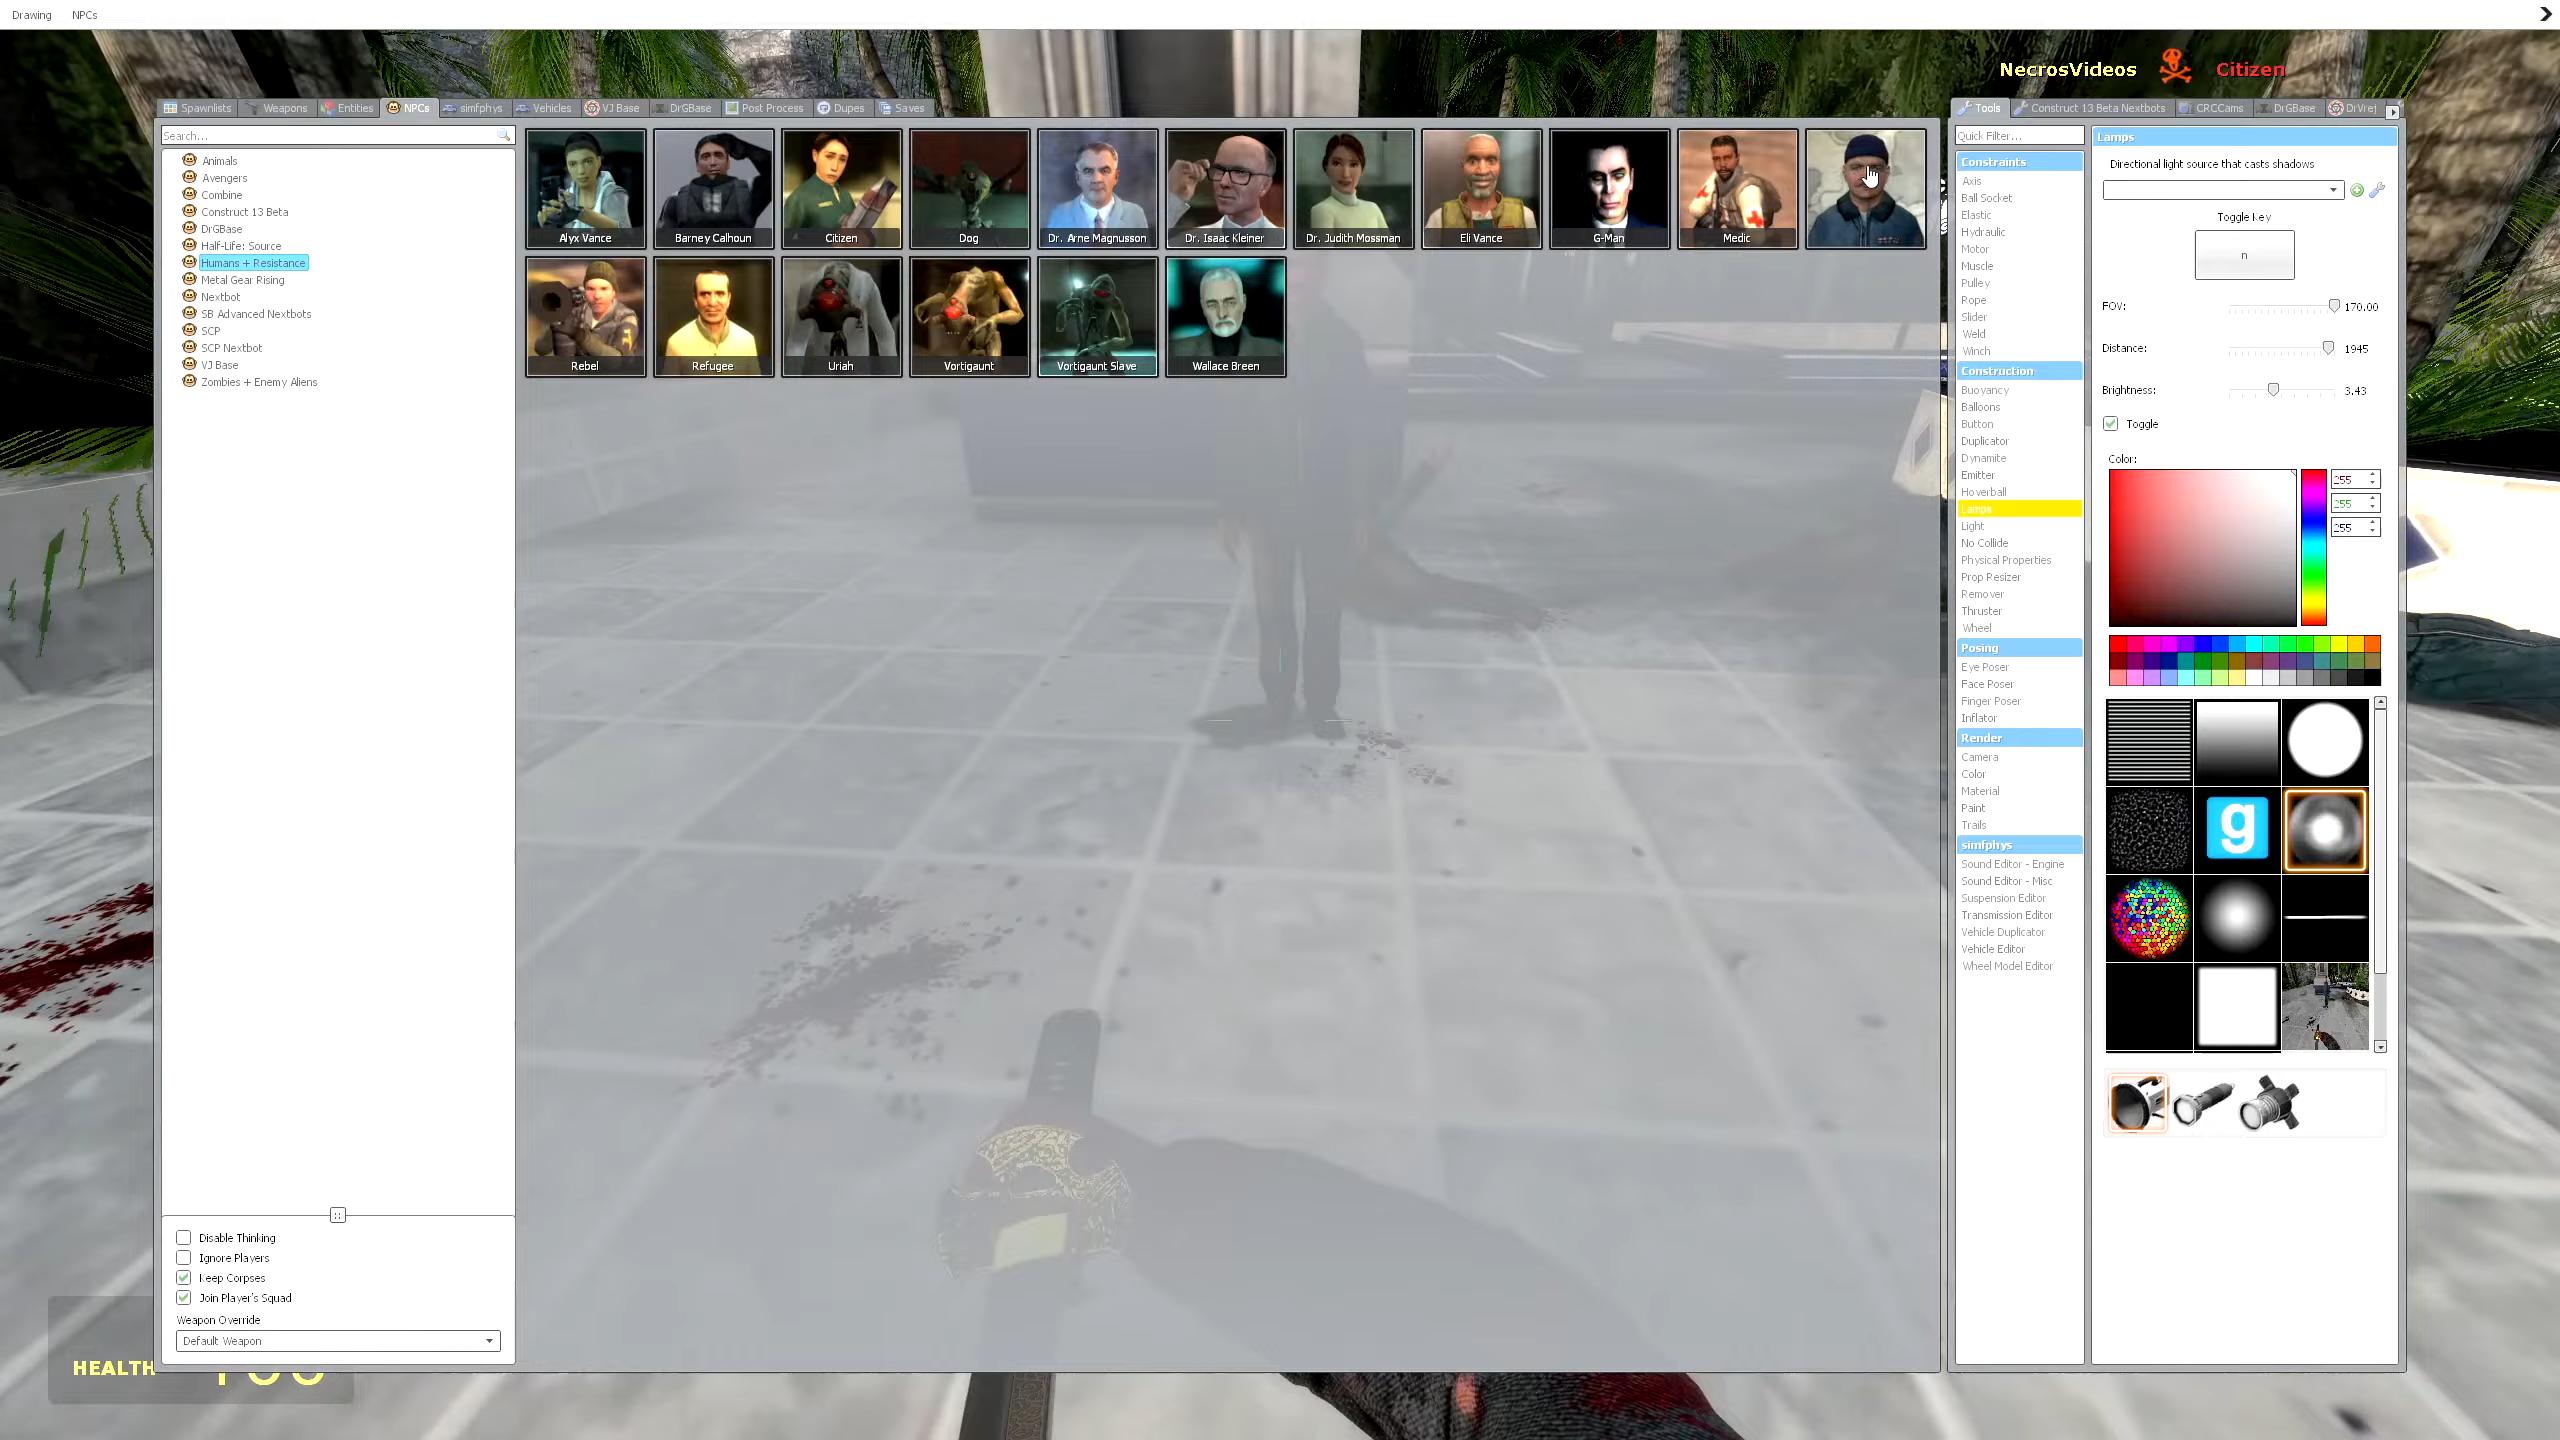 Drawing NPCs
NecrosVideos Citizen
Spawnlists Weapons Entities NPCs simfphys Vehicles VJ Base DrGBase Post Process Dupes Saves
Search...
Animals
Avengers
Combine
Construct 13 Beta
DrGBase
Half-Life: Source
Humans + Resistance
Metal Gear Rising
Nextbot
SB Advanced Nextbots
SCP
SCP Nextbot
VJ Base
Zombies + Enemy Aliens
Alyx Vance Barney Calhoun Citizen Dog Dr. Arne Magnusson Dr. Isaac Kleiner Dr. Judith Mossman Eli Vance G-Man Medic
Rebel Refugee Uriah Vortigaunt Vortigaunt Slave Wallace Breen
Disable Thinking
Ignore Players
Keep Corpses
Join Player's Squad
Weapon Override
Default Weapon
HEALTH 100
Tools Construct 13 Beta Nextbots CRCCams DrGBase DrVrej
Quick Filter...
Constraints
Axis
Ball Socket
Elastic
Hydraulic
Motor
Muscle
Pulley
Rope
Slider
Weld
Winch
Construction
Buoyancy
Balloons
Button
Duplicator
Dynamite
Emitter
Hoverball
Lamps
Light
No Collide
Physical Properties
Prop Resizer
Remover
Thruster
Wheel
Posing
Eye Poser
Face Poser
Finger Poser
Inflator
Render
Camera
Color
Material
Paint
Trails
simfphys
Sound Editor - Engine
Sound Editor - Misc
Suspension Editor
Transmission Editor
Vehicle Duplicator
Vehicle Editor
Wheel Model Editor
Lamps
Directional light source that casts shadows
Toggle Key
n
FOV: 170.00
Distance: 1945
Brightness: 3.43
Toggle
Color:
255
255
255
g